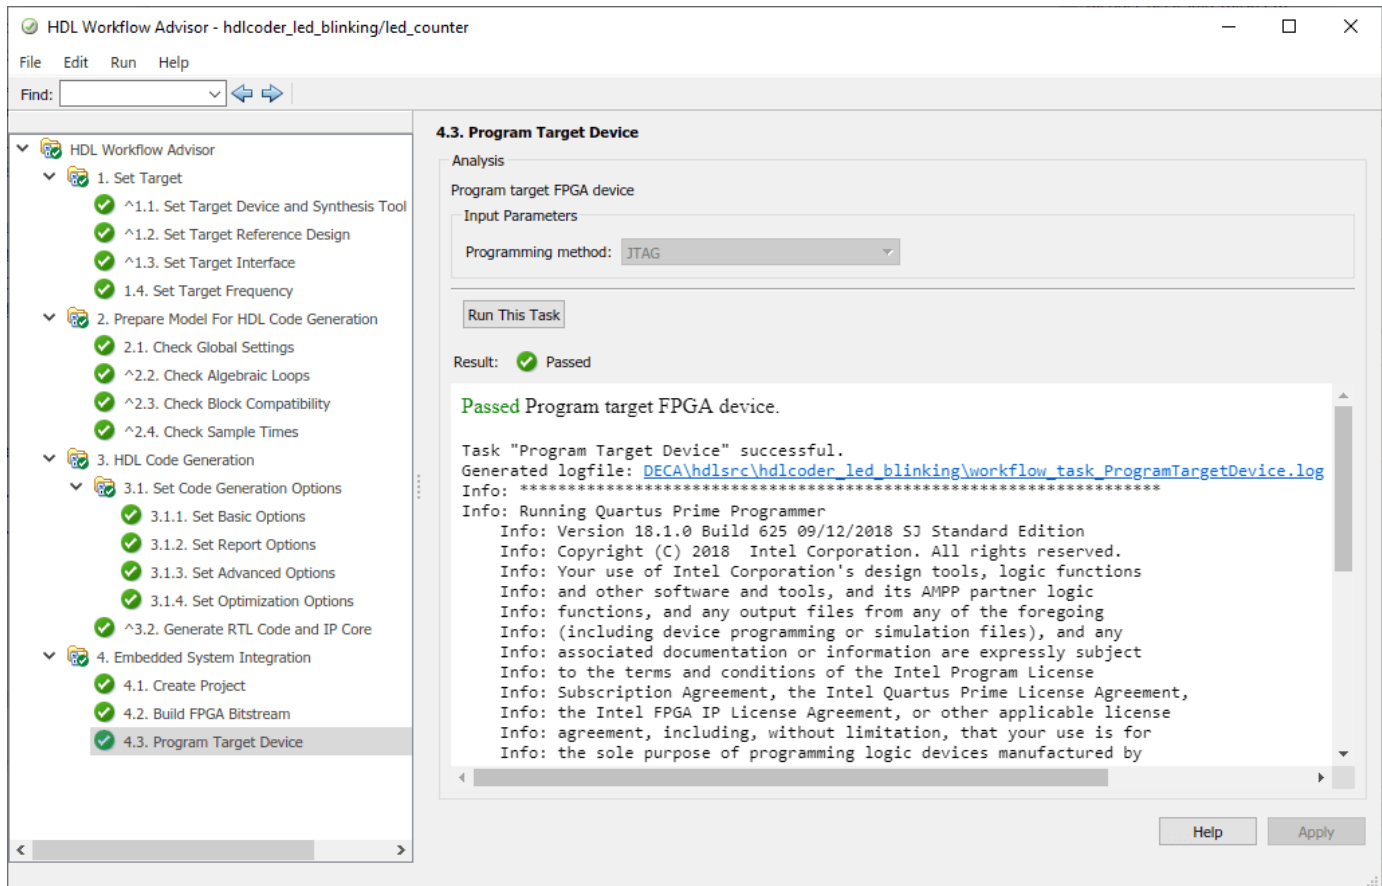 HDL Workflow Advisor - hdlcoder_led_blinking/led_counter
File Edit Run Help
Find:
HDL Workflow Advisor
1. Set Target
^1.1. Set Target Device and Synthesis Tool
^1.2. Set Target Reference Design
^1.3. Set Target Interface
1.4. Set Target Frequency
2. Prepare Model For HDL Code Generation
2.1. Check Global Settings
^2.2. Check Algebraic Loops
^2.3. Check Block Compatibility
^2.4. Check Sample Times
3. HDL Code Generation
3.1. Set Code Generation Options
3.1.1. Set Basic Options
3.1.2. Set Report Options
3.1.3. Set Advanced Options
3.1.4. Set Optimization Options
^3.2. Generate RTL Code and IP Core
4. Embedded System Integration
4.1. Create Project
4.2. Build FPGA Bitstream
4.3. Program Target Device
4.3. Program Target Device
Analysis
Program target FPGA device
Input Parameters
Programming method: JTAG
Run This Task
Result: Passed
Passed Program target FPGA device.
Task "Program Target Device" successful.
Generated logfile: DECA\hdlsrc\hdlcoder_led_blinking\workflow_task_ProgramTargetDevice.log
Info: *******************************************************************
Info: Running Quartus Prime Programmer
Info: Version 18.1.0 Build 625 09/12/2018 SJ Standard Edition
Info: Copyright (C) 2018  Intel Corporation. All rights reserved.
Info: Your use of Intel Corporation's design tools, logic functions
Info: and other software and tools, and its AMPP partner logic
Info: functions, and any output files from any of the foregoing
Info: (including device programming or simulation files), and any
Info: associated documentation or information are expressly subject
Info: to the terms and conditions of the Intel Program License
Info: Subscription Agreement, the Intel Quartus Prime License Agreement,
Info: the Intel FPGA IP License Agreement, or other applicable license
Info: agreement, including, without limitation, that your use is for
Info: the sole purpose of programming logic devices manufactured by
Help
Apply